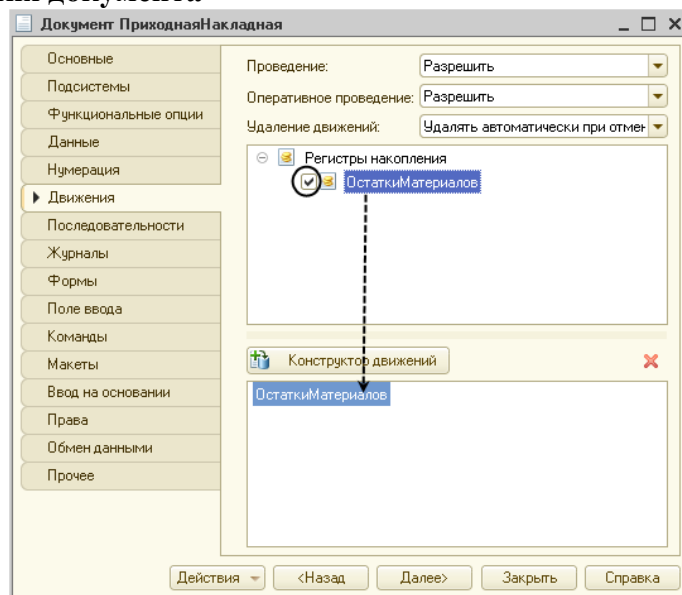 документа
Документ ПриходнаяНакладная
Основные
Подсистемы
Функциональные опции
Данные
Нумерация
Движения
Последовательности
Журналы
Формы
Поле ввода
Команды
Макеты
Ввод на основании
Права
Обмен данными
Прочее
Проведение: Разрешить
Оперативное проведение: Разрешить
Удаление движений: Удалять автоматически при отмен
Регистры накопления
ОстаткиМатериалов
Конструктор движений
ОстаткиМатериалов
Действия <Назад Далее> Закрыть Справка